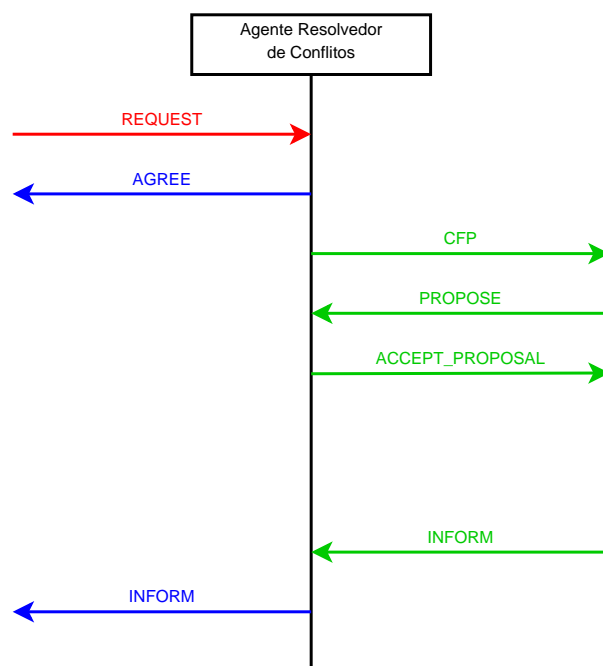 Agente Resolvedor
de Conflitos
REQUEST
AGREE
CFP
PROPOSE
ACCEPT_PROPOSAL
INFORM
INFORM